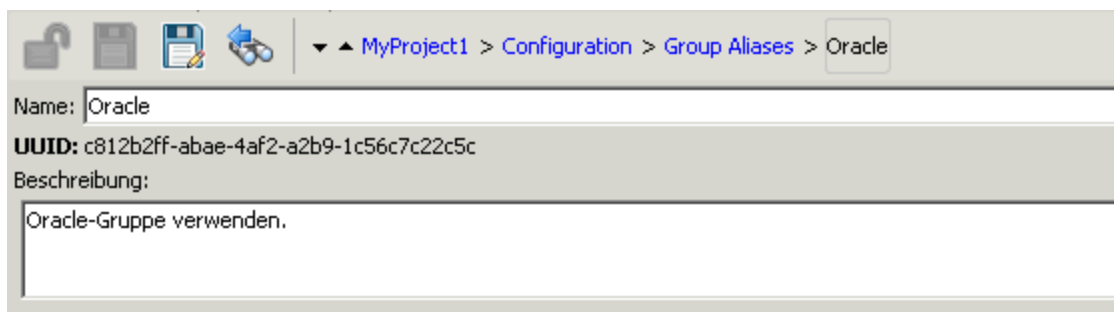 MyProject1 > Configuration > Group Aliases > Oracle
Name: Oracle
UUID: c812b2ff-abae-4af2-a2b9-1c56c7c22c5c
Beschreibung:
Oracle-Gruppe verwenden.